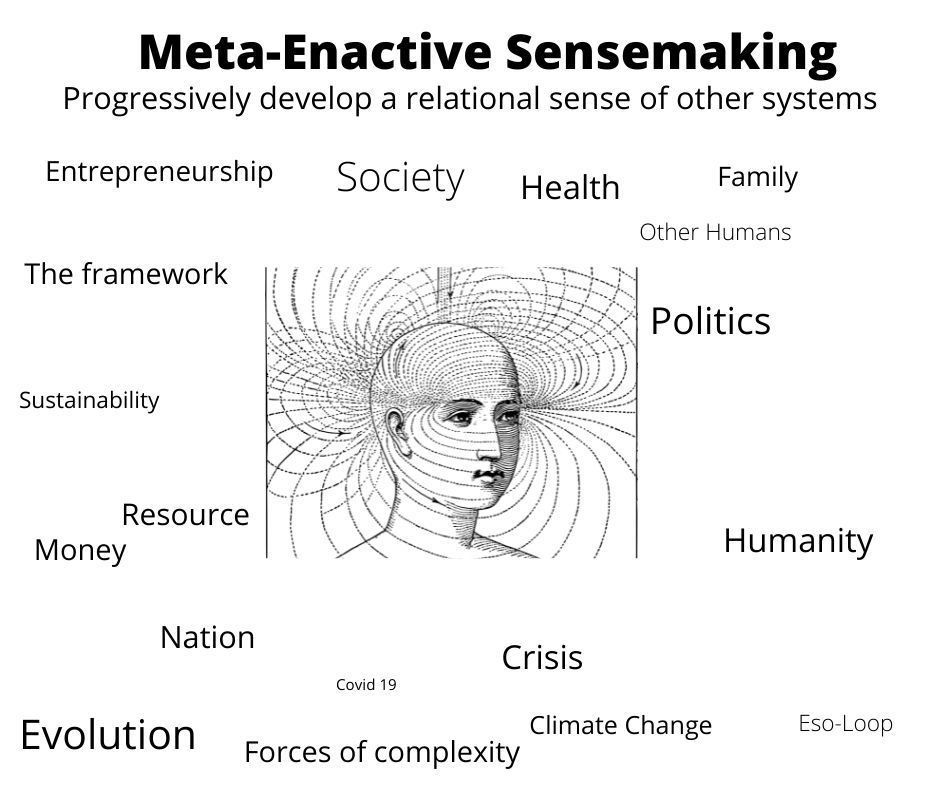 Meta-Enactive Sensemaking
Progressively develop a relational sense of other systems
Entrepreneurship
Society
Health
Family
Other Humans
The framework
Politics
Sustainability
Resource
Money
Humanity
Nation
Crisis
Covid 19
Evolution
Forces of complexity
Climate Change
Eso-Loop